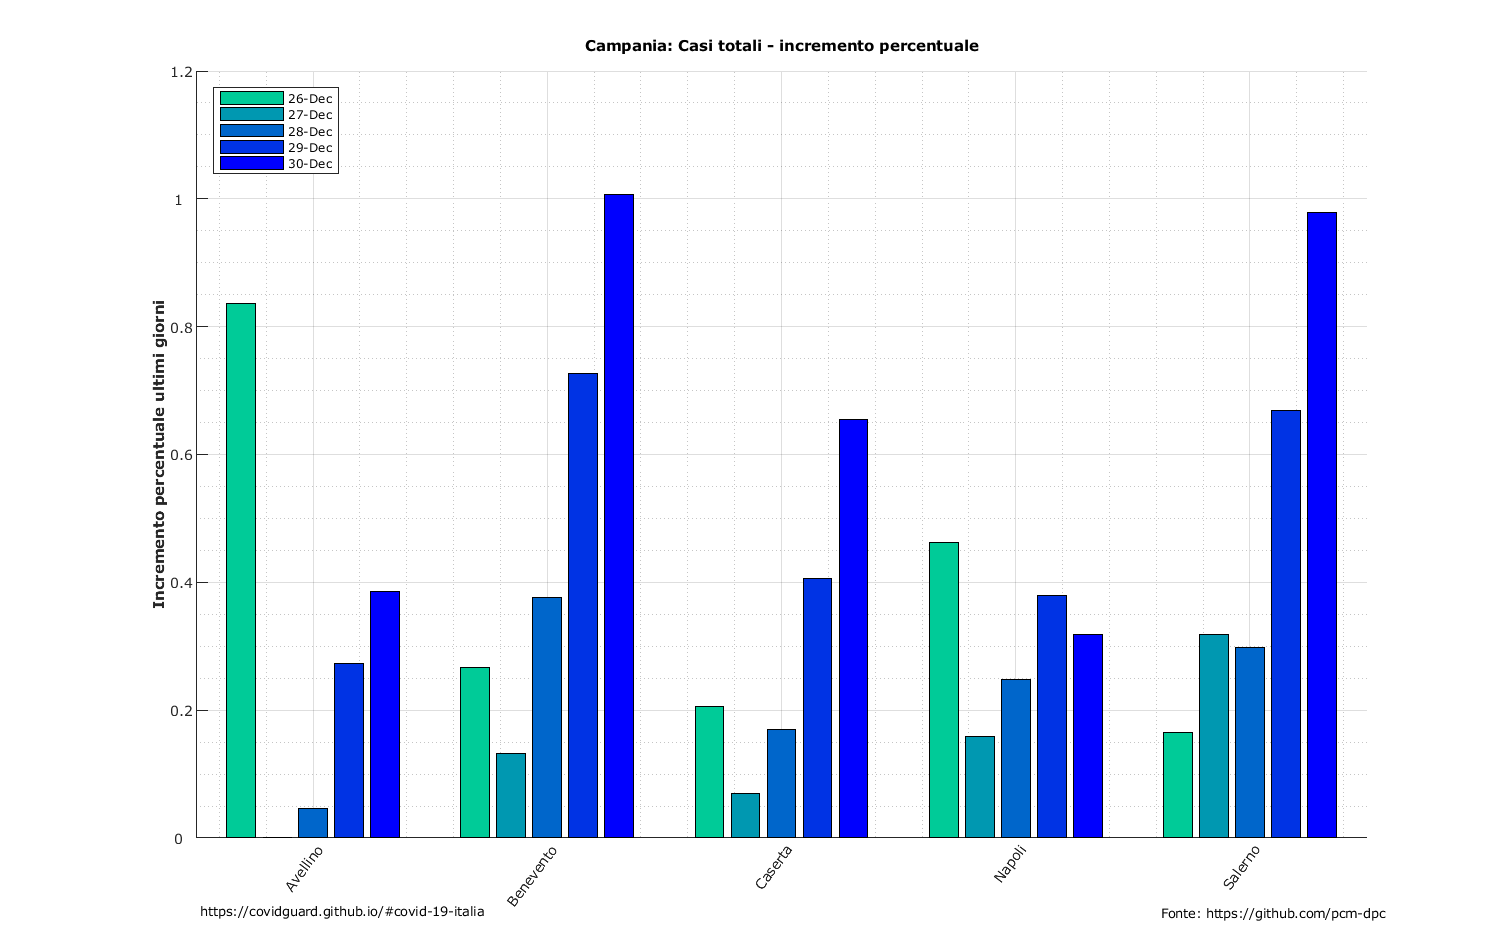 Campania: Casi totali - incremento percentuale
1.2
1
0.8
0.6
0.4
0.2
0
Incremento percentuale ultimi giorni
26-Dec
27-Dec
28-Dec
29-Dec
30-Dec
Avellino
Benevento
Caserta
Napoli
Salerno
https://covidguard.github.io/#covid-19-italia
Fonte: https://github.com/pcm-dpc